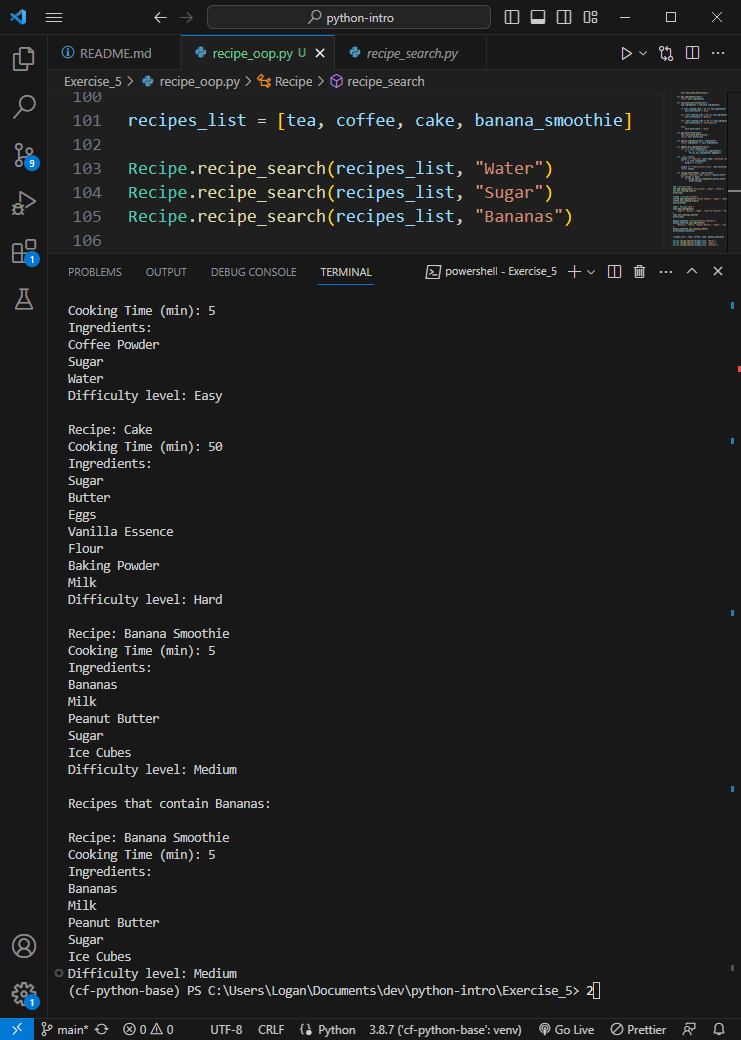 python-intro
README.md
recipe_oop.py U
recipe_search.py
Exercise_5 > recipe_oop.py > Recipe > recipe_search
100
101 recipes_list = [tea, coffee, cake, banana_smoothie]
102
103 Recipe.recipe_search(recipes_list, "Water")
104 Recipe.recipe_search(recipes_list, "Sugar")
105 Recipe.recipe_search(recipes_list, "Bananas")
106
9
1
PROBLEMS OUTPUT DEBUG CONSOLE TERMINAL powershell - Exercise_5
Cooking Time (min): 5
Ingredients:
Coffee Powder
Sugar
Water
Difficulty level: Easy
Recipe: Cake
Cooking Time (min): 50
Ingredients:
Sugar
Butter
Eggs
Vanilla Essence
Flour
Baking Powder
Milk
Difficulty level: Hard
Recipe: Banana Smoothie
Cooking Time (min): 5
Ingredients:
Bananas
Milk
Peanut Butter
Sugar
Ice Cubes
Difficulty level: Medium
Recipes that contain Bananas:
Recipe: Banana Smoothie
Cooking Time (min): 5
Ingredients:
Bananas
Milk
Peanut Butter
Sugar
Ice Cubes
Difficulty level: Medium
(cf-python-base) PS C:\Users\Logan\Documents\dev\python-intro\Exercise_5> 2
1
main* 0 0 UTF-8 CRLF Python 3.8.7 ('cf-python-base': venv) Go Live Prettier